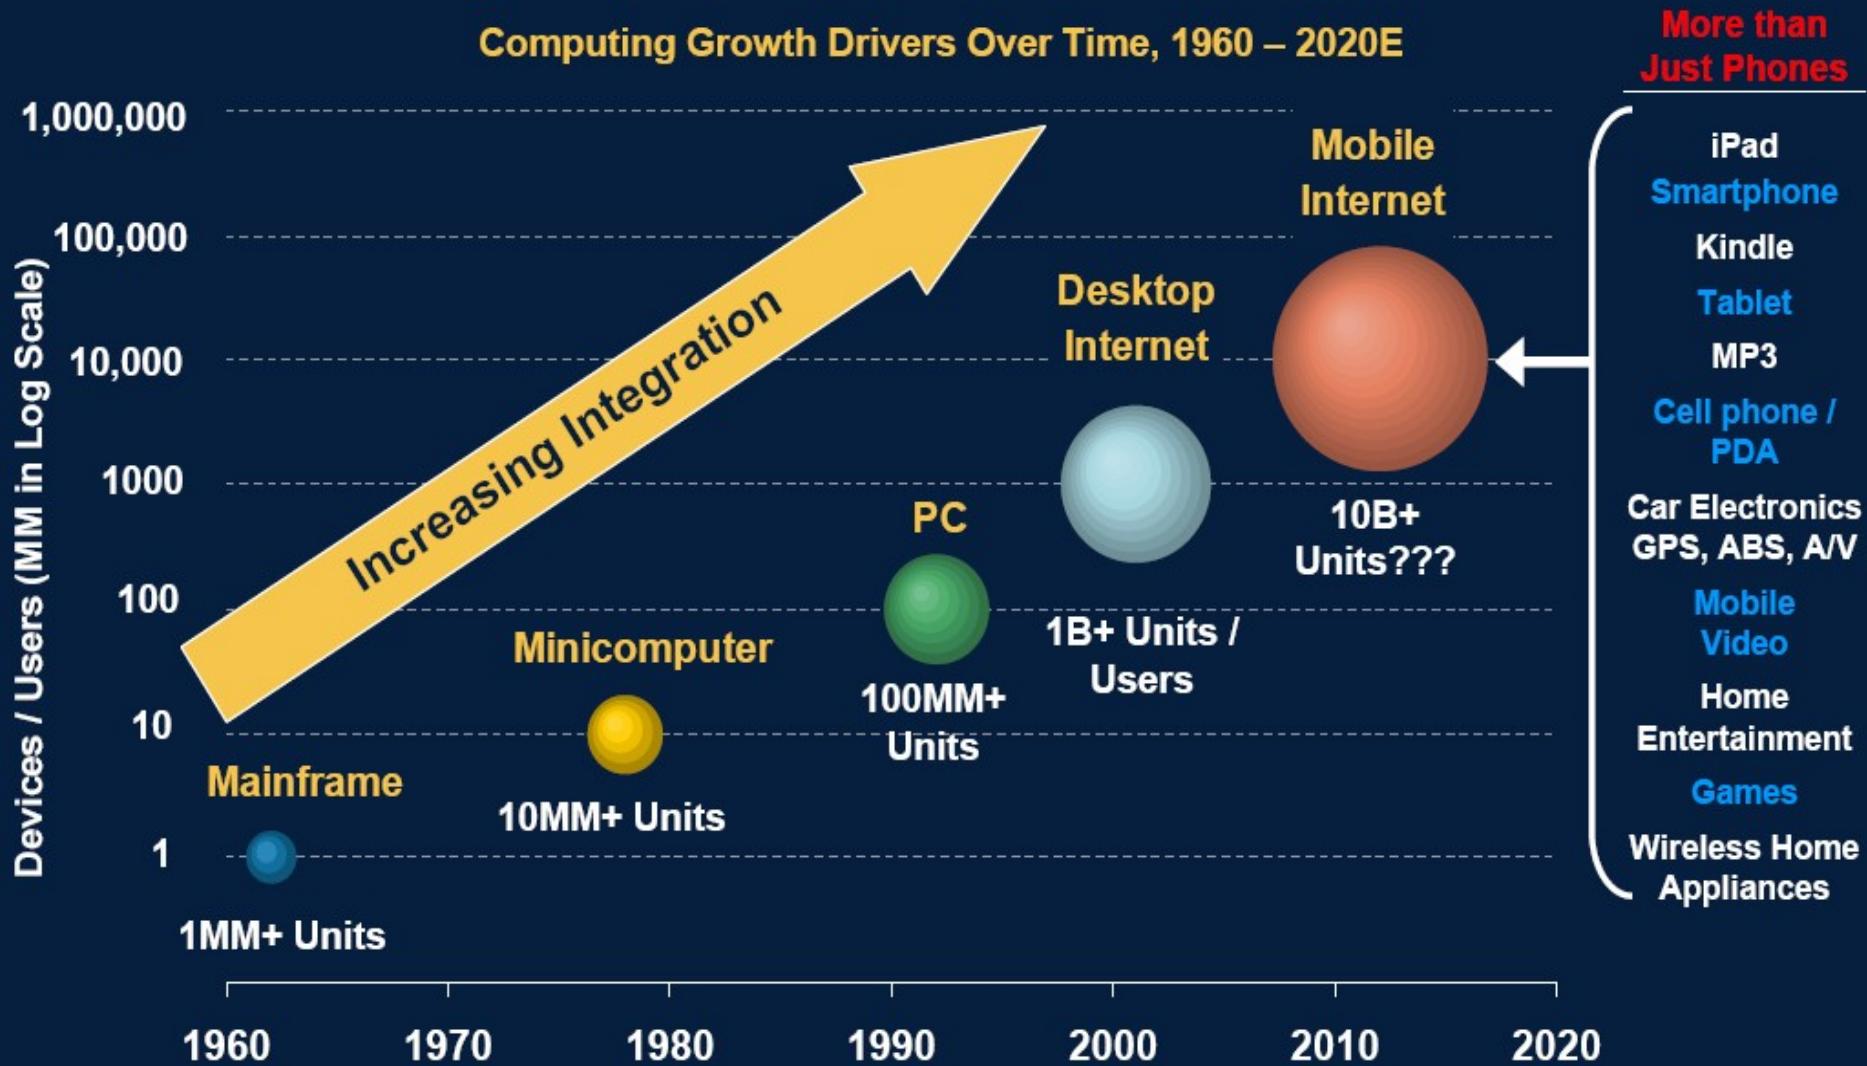 Computing Growth Drivers Over Time, 1960 – 2020E
More than
Just Phones
Devices / Users (MM in Log Scale)
1,000,000
100,000
10,000
1000
100
10
1
Increasing Integration
Mainframe
1MM+ Units
Minicomputer
10MM+ Units
PC
100MM+
Units
Desktop
Internet
1B+ Units /
Users
Mobile
Internet
10B+
Units???
iPad
Smartphone
Kindle
Tablet
MP3
Cell phone /
PDA
Car Electronics
GPS, ABS, A/V
Mobile
Video
Home
Entertainment
Games
Wireless Home
Appliances
1960
1970
1980
1990
2000
2010
2020